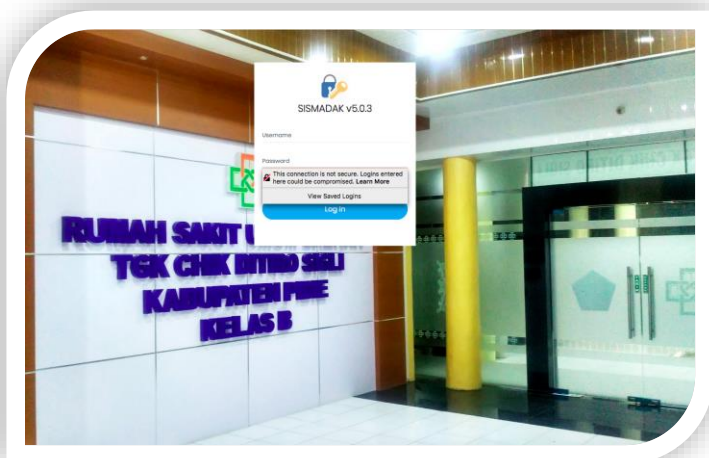 SISMADAK v5.0.3
Username
Password
This connection is not secure. Logins entered
here could be compromised. Learn More
View Saved Logins
Log in
RUMAH SAKIT U
TGK CHIK DITIRO SIGLI
KABUPATEN PIDIE
KELAS B